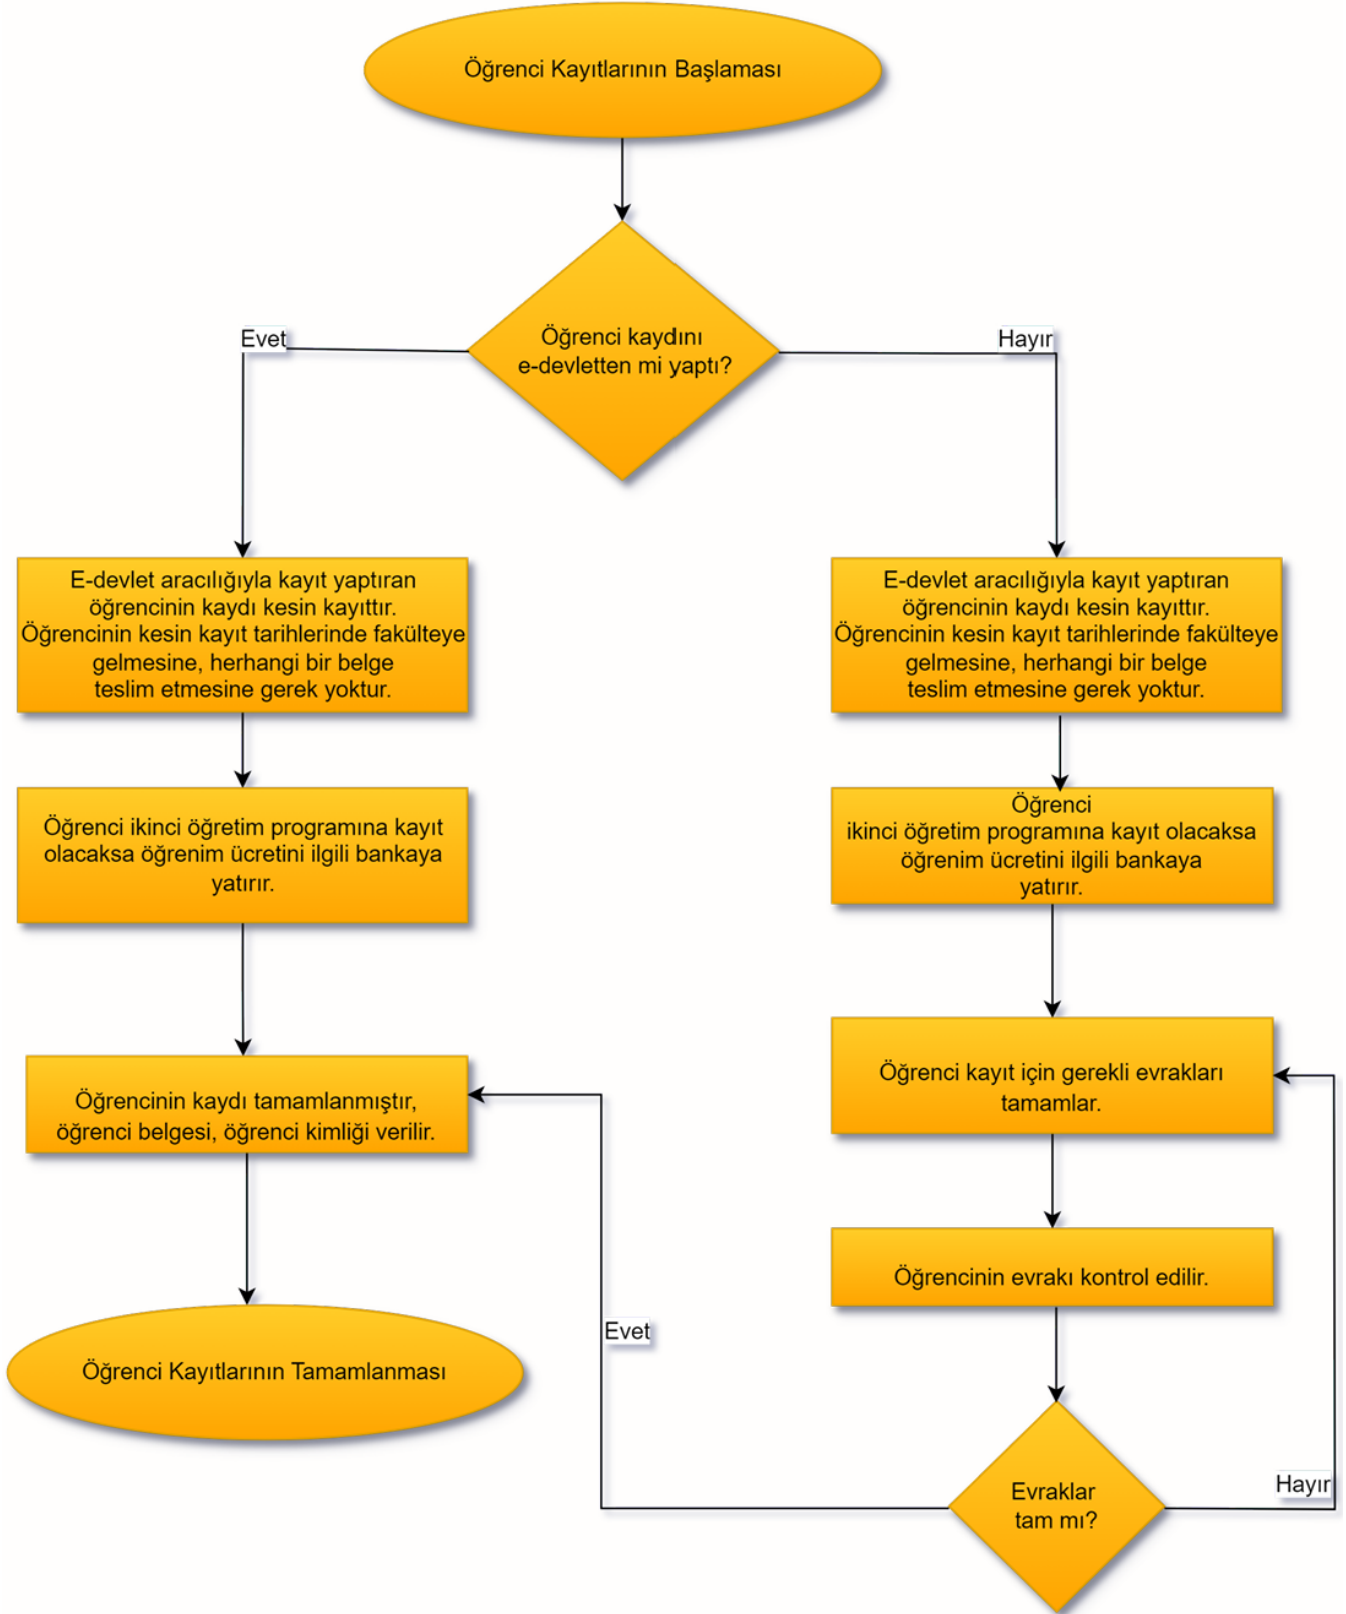 Öğrenci Kayıtlarının Başlaması
Öğrenci kaydını
e-devletten mi yaptı?
Evet
Hayır
E-devlet aracılığıyla kayıt yaptıran
öğrencinin kaydı kesin kayıttır.
Öğrencinin kesin kayıt tarihlerinde fakülteye
gelmesine, herhangi bir belge
teslim etmesine gerek yoktur.
E-devlet aracılığıyla kayıt yaptıran
öğrencinin kaydı kesin kayıttır.
Öğrencinin kesin kayıt tarihlerinde fakülteye
gelmesine, herhangi bir belge
teslim etmesine gerek yoktur.
Öğrenci ikinci öğretim programına kayıt
olacaksa öğrenim ücretini ilgili bankaya
yatırır.
Öğrenci
ikinci öğretim programına kayıt olacaksa
öğrenim ücretini ilgili bankaya
yatırır.
Öğrenci kayıt için gerekli evrakları
tamamlar.
Öğrencinin kaydı tamamlanmıştır,
öğrenci belgesi, öğrenci kimliği verilir.
Öğrencinin evrakı kontrol edilir.
Evet
Öğrenci Kayıtlarının Tamamlanması
Hayır
Evraklar
tam mı?